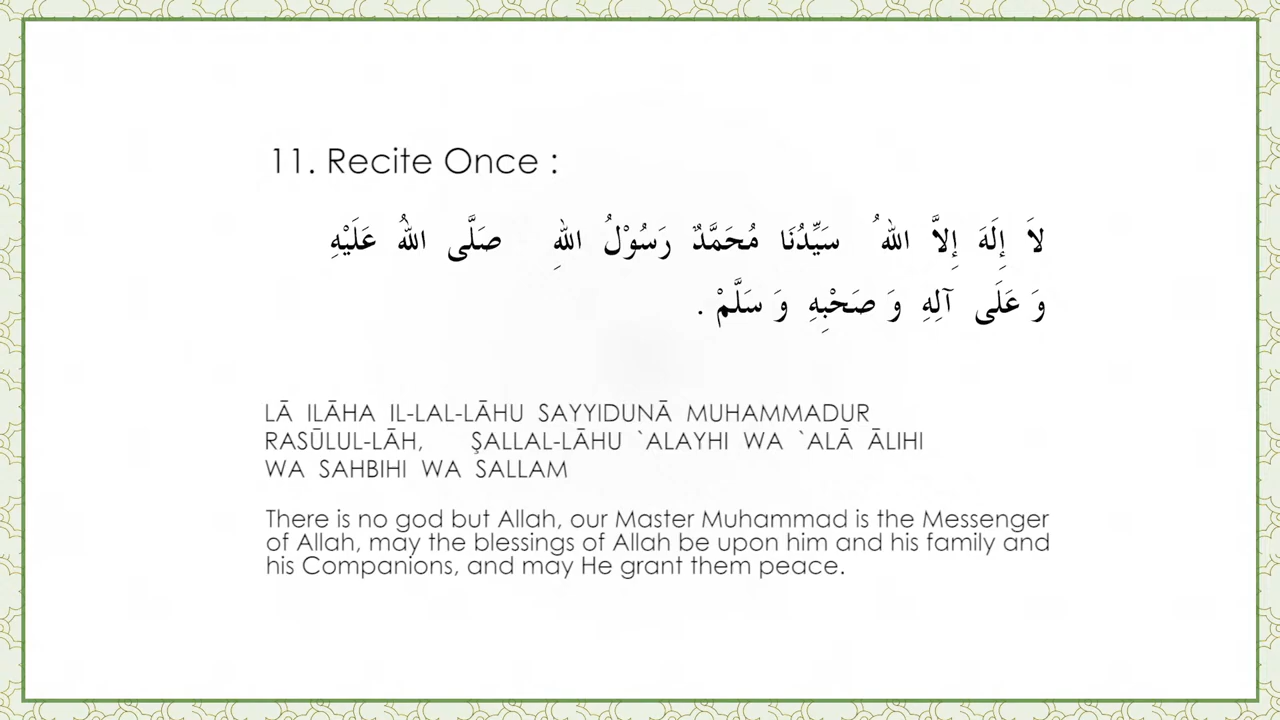 11. Recite Once :
لاَ إِلَهَ إِلاَّ اللهُ سَيِّدُنَا مُحَمَّدٌ رَسُوْلُ اللهِ صَلَّى اللهُ عَلَيْهِ
وَ عَلَى آلِهِ وَ صَحْبِهِ وَ سَلَّمْ .
LĀ ILĀHA IL-LAL-LĀHU SAYYIDUNĀ MUHAMMADUR
RASŪLUL-LĀH, ŞALLAL-LĀHU `ALAYHI WA `ALĀ ĀLIHI
WA SAHBIHI WA SALLAM
There is no god but Allah, our Master Muhammad is the Messenger
of Allah, may the blessings of Allah be upon him and his family and
his Companions, and may He grant them peace.